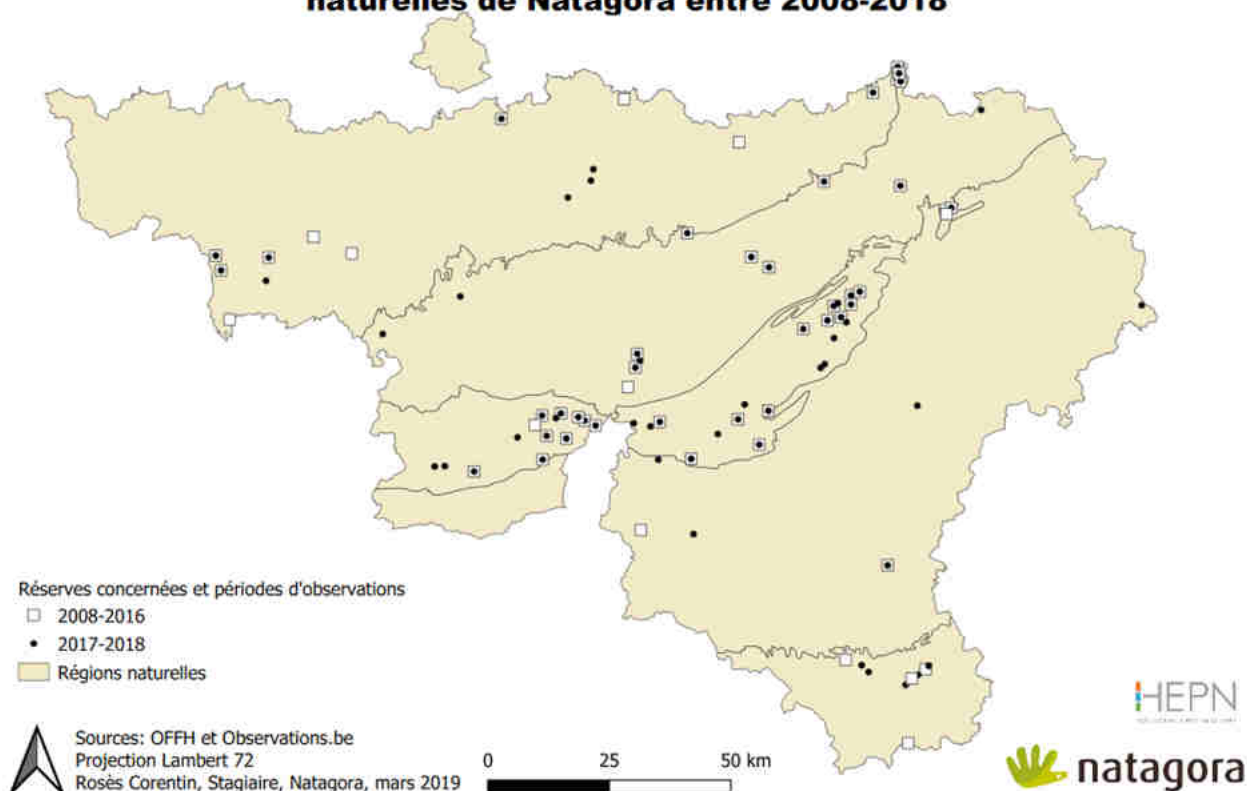 naturelles de Natagora entre 2008-2018
Réserves concernées et périodes d'observations
2008-2016
2017-2018
Régions naturelles
Sources: OFFH et Observations.be
Projection Lambert 72
Rosès Corentin, Stagiaire, Natagora, mars 2019
0 25 50 km
HEPN
natagora